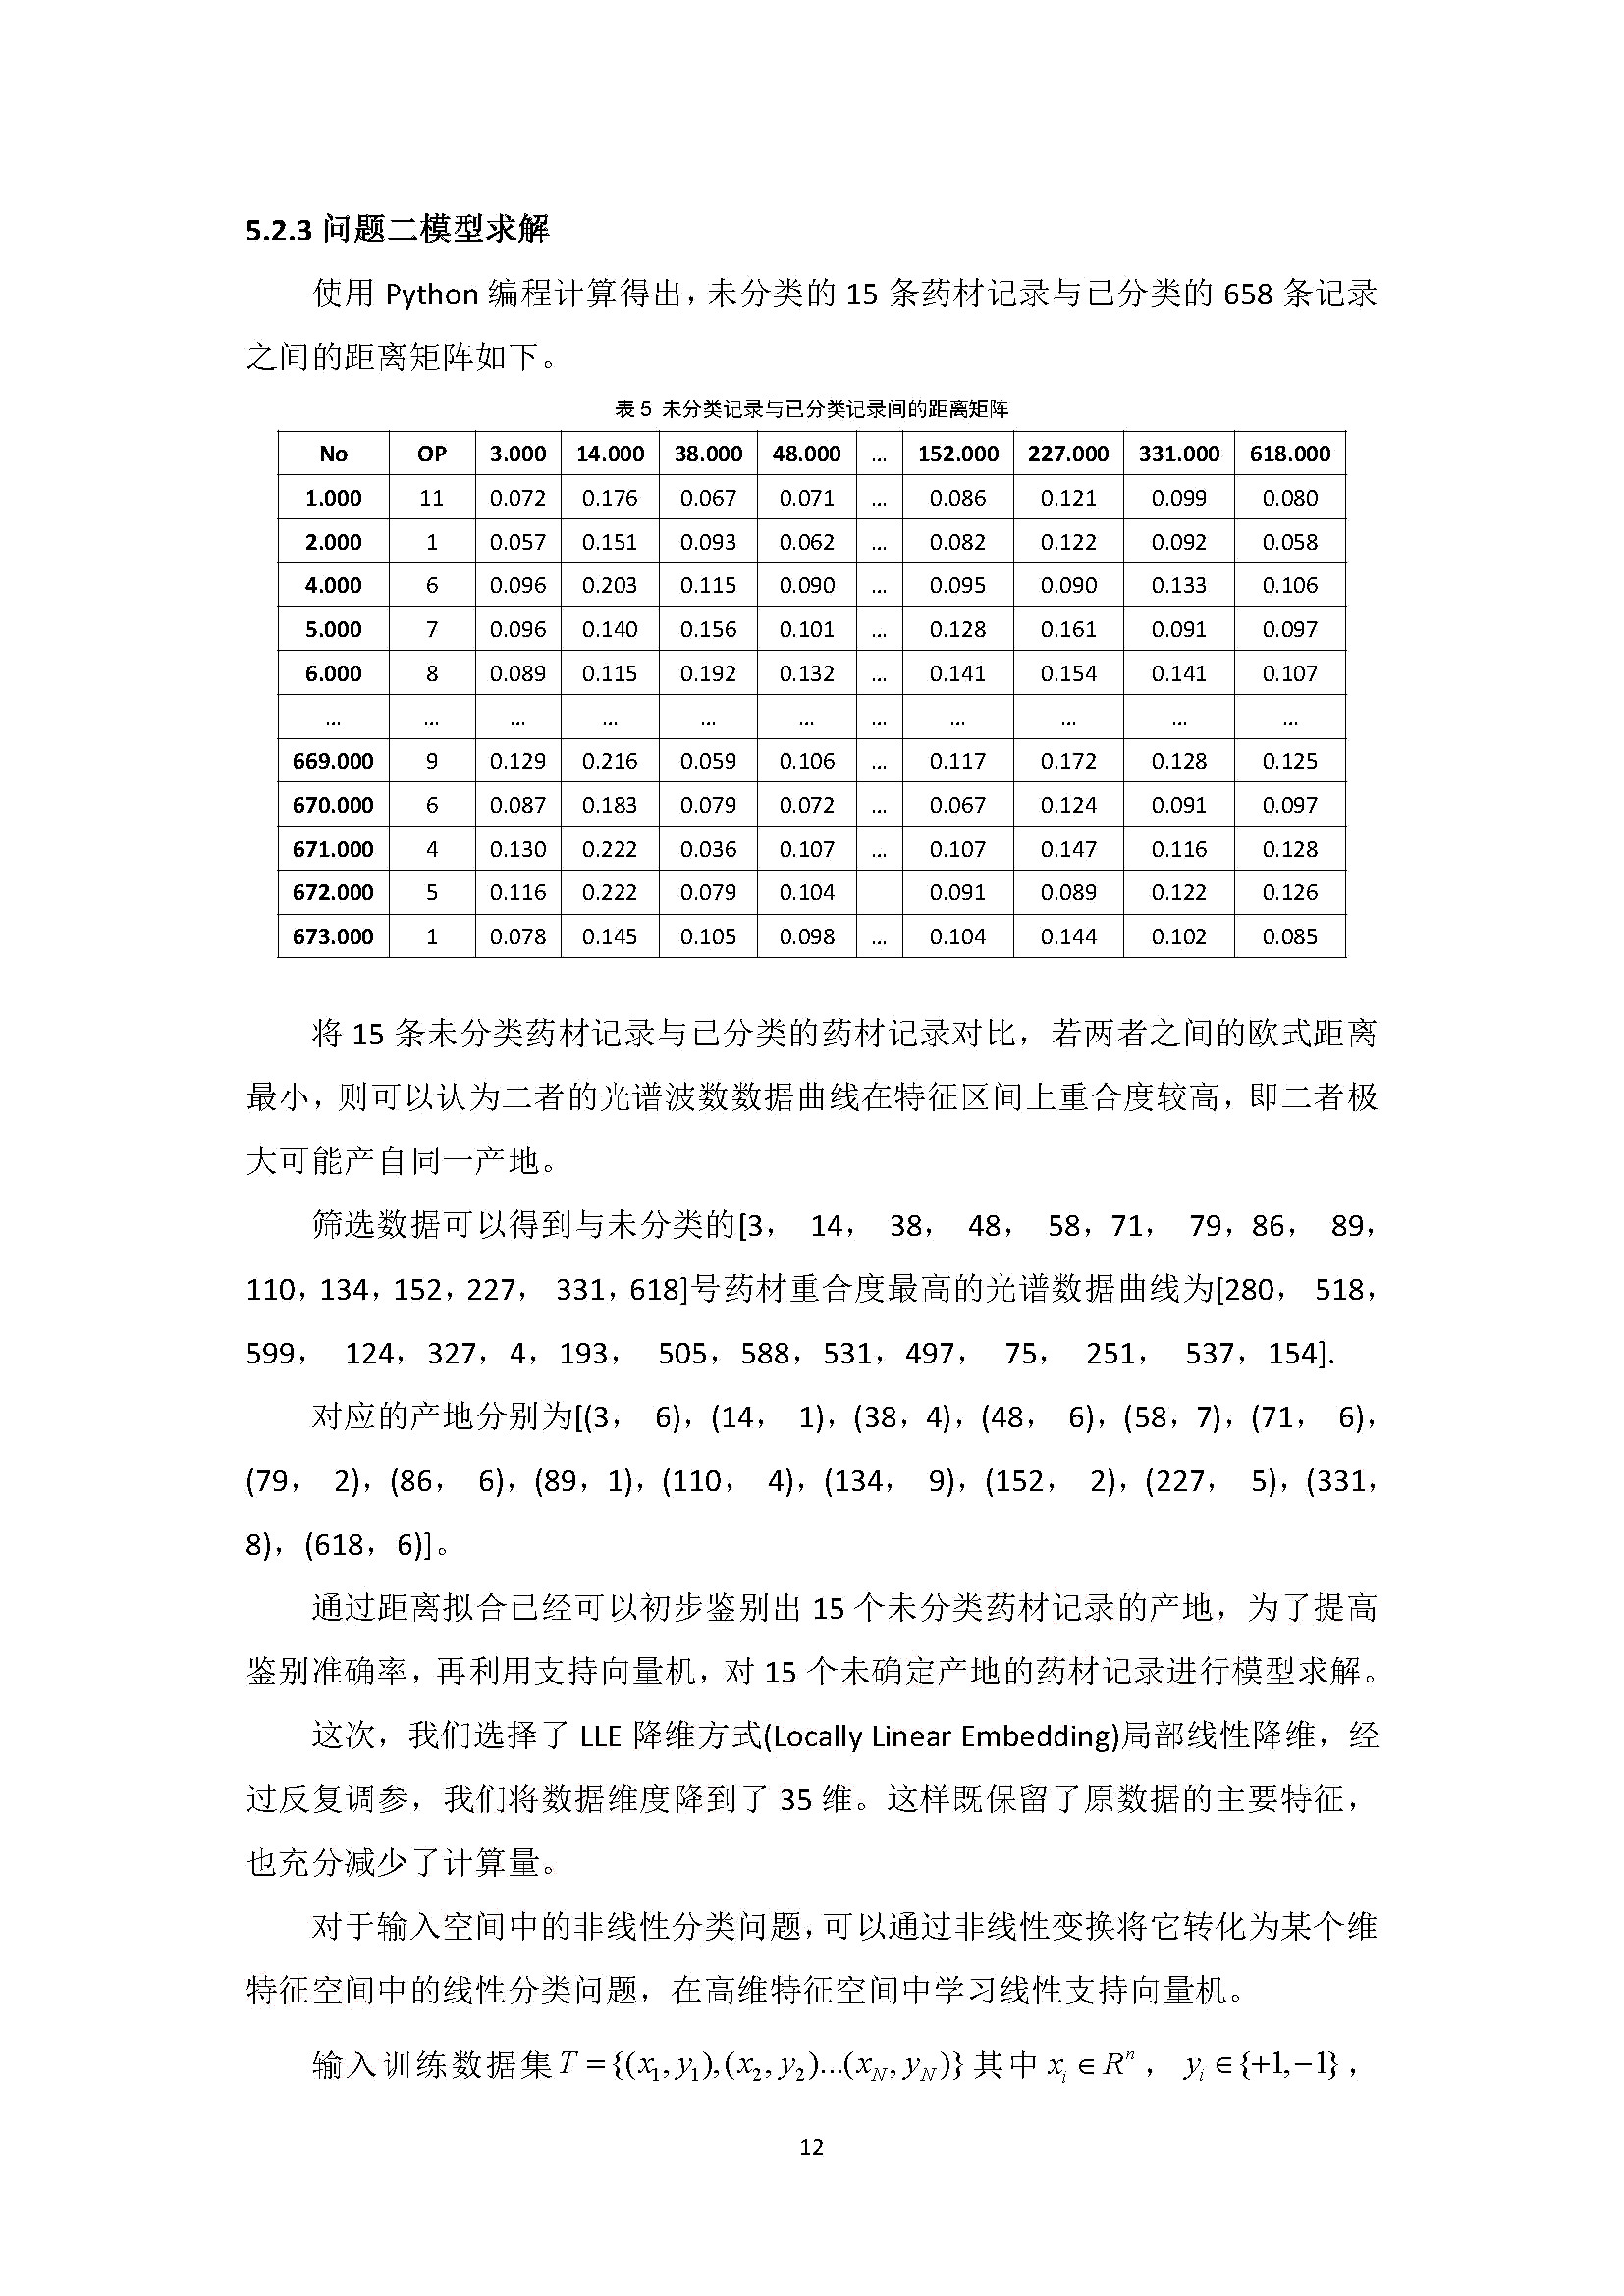 5.2.3 问题二模型求解
使用 Python 编程计算得出，未分类的 15 条药材记录与已分类的 658 条记录
之间的距离矩阵如下。
表 5 未分类记录与已分类记录间的距离矩阵
No OP 3.000 14.000 38.000 48.000 ... 152.000 227.000 331.000 618.000
1.000 11 0.072 0.176 0.067 0.071 ... 0.086 0.121 0.099 0.080
2.000 1 0.057 0.151 0.093 0.062 ... 0.082 0.122 0.092 0.058
4.000 6 0.096 0.203 0.115 0.090 ... 0.095 0.090 0.133 0.106
5.000 7 0.096 0.140 0.156 0.101 ... 0.128 0.161 0.091 0.097
6.000 8 0.089 0.115 0.192 0.132 ... 0.141 0.154 0.141 0.107
... ... ... ... ... ... ... ... ... ... ...
669.000 9 0.129 0.216 0.059 0.106 ... 0.117 0.172 0.128 0.125
670.000 6 0.087 0.183 0.079 0.072 ... 0.067 0.124 0.091 0.097
671.000 4 0.130 0.222 0.036 0.107 ... 0.107 0.147 0.116 0.128
672.000 5 0.116 0.222 0.079 0.104 0.091 0.089 0.122 0.126
673.000 1 0.078 0.145 0.105 0.098 ... 0.104 0.144 0.102 0.085
将 15 条未分类药材记录与已分类的药材记录对比，若两者之间的欧式距离
最小，则可以认为二者的光谱波数数据曲线在特征区间上重合度较高，即二者极
大可能产自同一产地。
筛选数据可以得到与未分类的[3， 14， 38， 48， 58，71， 79，86， 89，
110，134，152，227， 331，618]号药材重合度最高的光谱数据曲线为[280， 518，
599， 124，327，4，193， 505，588，531，497， 75， 251， 537，154].
对应的产地分别为[(3， 6)，(14， 1)，(38，4)，(48， 6)，(58，7)，(71， 6)，
(79， 2)，(86， 6)，(89，1)，(110， 4)，(134， 9)，(152， 2)，(227， 5)，(331，
8)，(618，6)]。
通过距离拟合已经可以初步鉴别出 15 个未分类药材记录的产地，为了提高
鉴别准确率，再利用支持向量机，对 15 个未确定产地的药材记录进行模型求解。
这次，我们选择了 LLE 降维方式(Locally Linear Embedding)局部线性降维，经
过反复调参，我们将数据维度降到了 35 维。这样既保留了原数据的主要特征，
也充分减少了计算量。
对于输入空间中的非线性分类问题，可以通过非线性变换将它转化为某个维
特征空间中的线性分类问题，在高维特征空间中学习线性支持向量机。
输入训练数据集 T = {(x₁, y₁),(x₂, y₂)...(x_N, y_N)} 其中 x_i ∈ Rⁿ ， y_i ∈ {+1,−1} ，
12